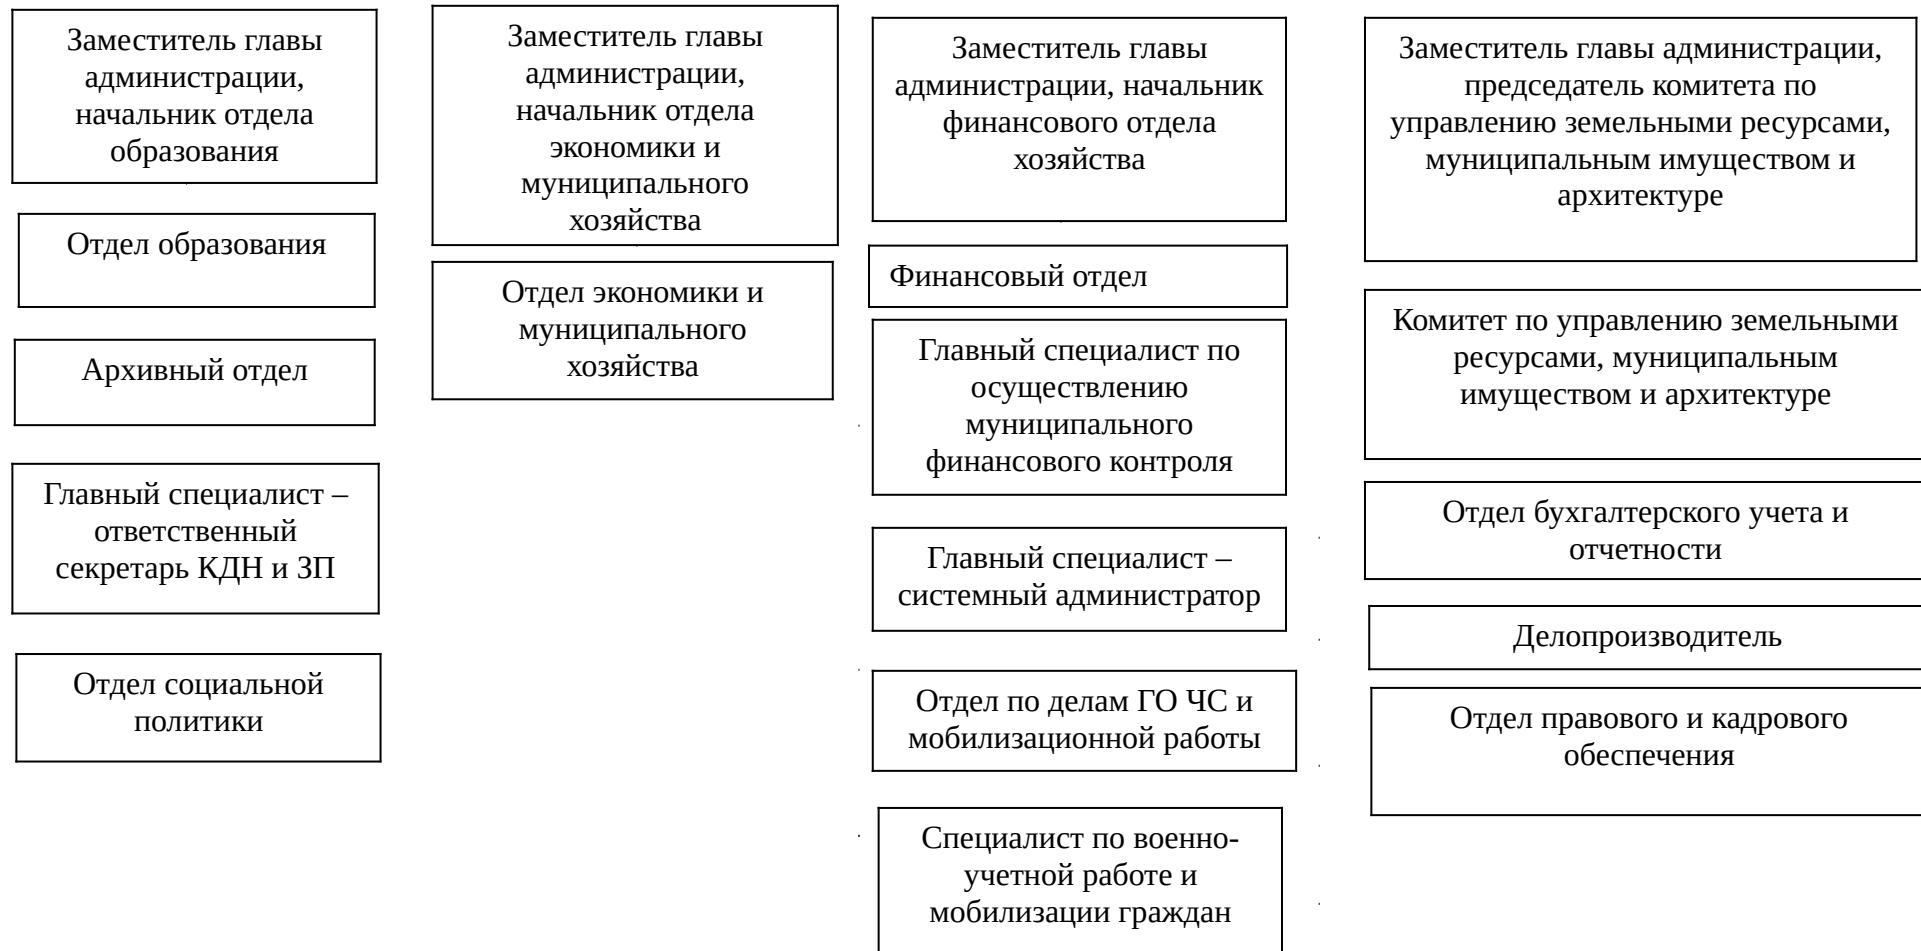 Заместитель главы
администрации,
начальник отдела
образования
Отдел образования
Архивный отдел
Главный специалист –
ответственный
секретарь КДН и ЗП
Отдел социальной
политики
Заместитель главы
администрации,
начальник отдела
экономики и
муниципального
хозяйства
Отдел экономики и
муниципального
хозяйства
Заместитель главы
администрации, начальник
финансового отдела
хозяйства
Финансовый отдел
Главный специалист по
осуществлению
муниципального
финансового контроля
Главный специалист –
системный администратор
Отдел по делам ГО ЧС и
мобилизационной работы
Специалист по военно-
учетной работе и
мобилизации граждан
Заместитель главы администрации,
председатель комитета по
управлению земельными ресурсами,
муниципальным имуществом и
архитектуре
Комитет по управлению земельными
ресурсами, муниципальным
имуществом и архитектуре
Отдел бухгалтерского учета и
отчетности
Делопроизводитель
Отдел правового и кадрового
обеспечения